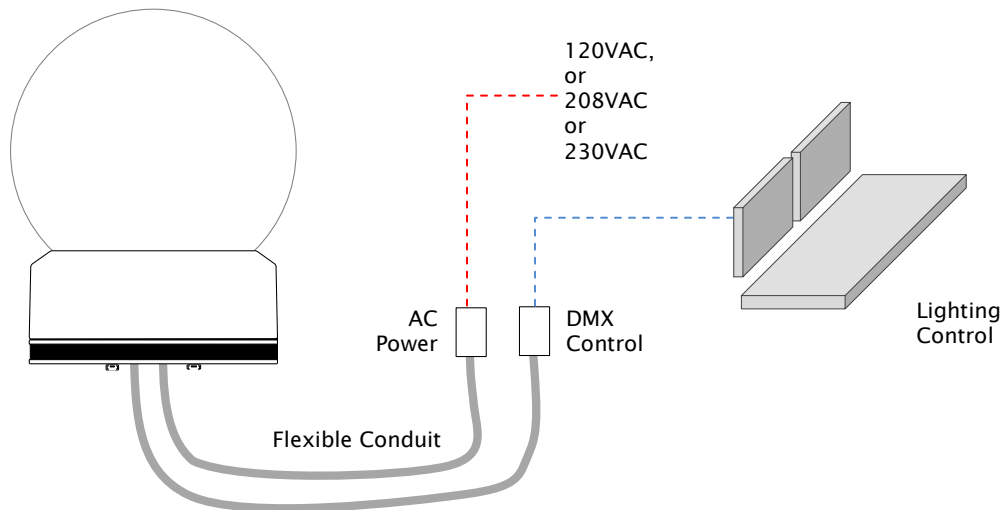 120VAC,
or
208VAC
or
230VAC
AC
Power
DMX
Control
Lighting
Control
Flexible Conduit